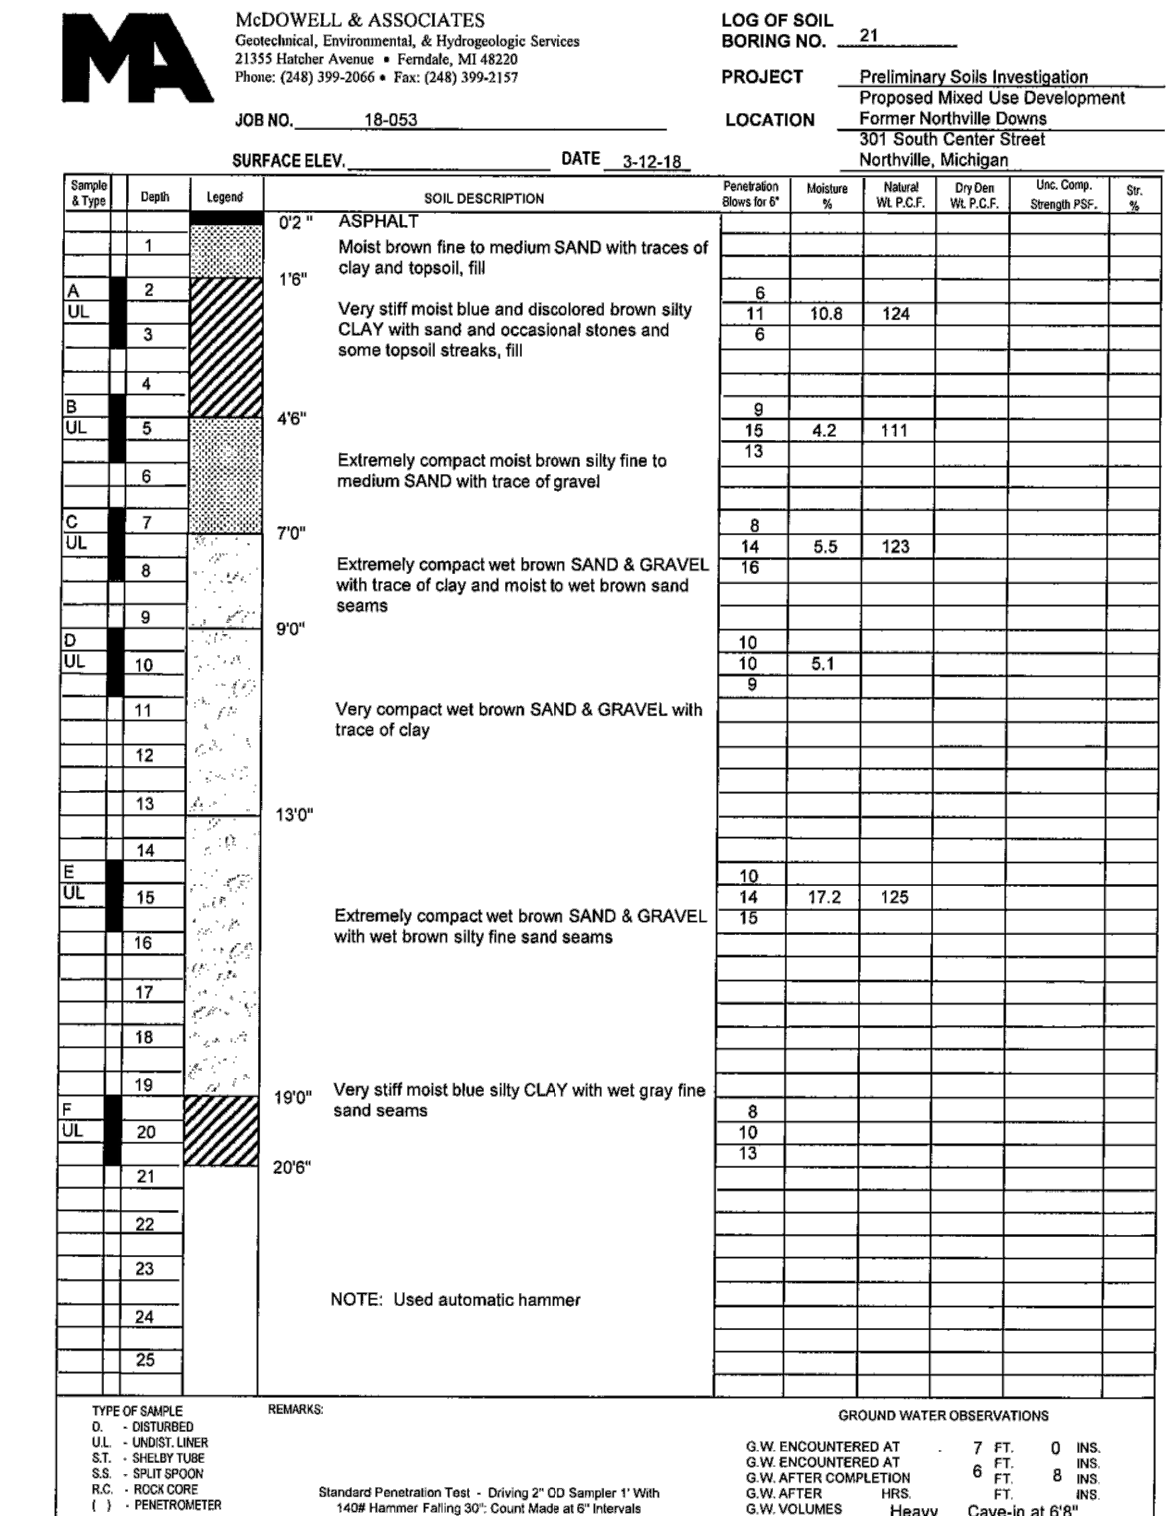 MA
McDOWELL & ASSOCIATES
Geotechnical, Environmental, & Hydrogeologic Services
21355 Hatcher Avenue • Ferndale, MI 48220
Phone: (248) 399-2066 • Fax: (248) 399-2157
JOB NO. 18-053
SURFACE ELEV. DATE 3-12-18
LOG OF SOIL
BORING NO. 21
PROJECT Preliminary Soils Investigation
Proposed Mixed Use Development
LOCATION Former Northville Downs
301 South Center Street
Northville, Michigan
Sample & Type Depth Legend SOIL DESCRIPTION Penetration Blows for 6" Moisture % Natural Wt. P.C.F. Dry Den Wt. P.C.F. Unc. Comp. Strength PSF. Str. %
0'2" ASPHALT
1 Moist brown fine to medium SAND with traces of
clay and topsoil, fill
1'6"
A 2 6
UL Very stiff moist blue and discolored brown silty 11 10.8 124
3 CLAY with sand and occasional stones and 6
some topsoil streaks, fill
4
B 9
4'6"
UL 5 15 4.2 111
13
Extremely compact moist brown silty fine to
6 medium SAND with trace of gravel
C 7 8
7'0"
UL 14 5.5 123
8 Extremely compact wet brown SAND & GRAVEL 16
with trace of clay and moist to wet brown sand
seams
9
9'0"
D 10
UL 10 10 5.1
9
11 Very compact wet brown SAND & GRAVEL with
trace of clay
12
13
13'0"
14
E 10
UL 15 14 17.2 125
Extremely compact wet brown SAND & GRAVEL 15
16 with wet brown silty fine sand seams
17
18
19 Very stiff moist blue silty CLAY with wet gray fine
19'0"
F sand seams 8
UL 20 10
13
20'6"
21
22
23
NOTE: Used automatic hammer
24
25
TYPE OF SAMPLE
D. - DISTURBED
U.L. - UNDIST. LINER
S.T. - SHELBY TUBE
S.S. - SPLIT SPOON
R.C. - ROCK CORE
( ) - PENETROMETER
REMARKS:
Standard Penetration Test - Driving 2" OD Sampler 1' With
140# Hammer Falling 30": Count Made at 6" Intervals
GROUND WATER OBSERVATIONS
G.W. ENCOUNTERED AT 7 FT. 0 INS.
G.W. ENCOUNTERED AT FT. INS.
G.W. AFTER COMPLETION 6 FT. 8 INS.
G.W. AFTER HRS. FT. INS.
G.W. VOLUMES Heavy Cave-in at 6'8"